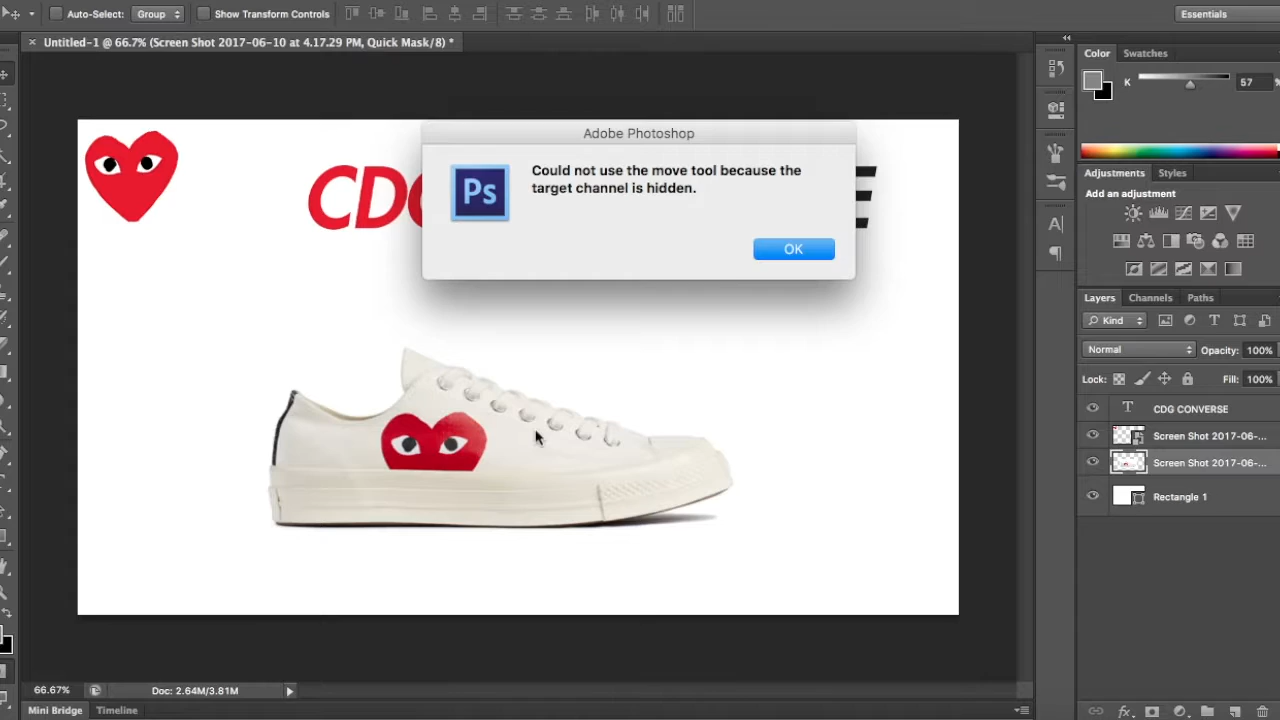 Auto-Select: Group Show Transform Controls Essentials
× Untitled-1 @ 66.7% (Screen Shot 2017-06-10 at 4.17.29 PM, Quick Mask/8) *
Color Swatches
K 57 %
Adobe Photoshop
Could not use the move tool because the
target channel is hidden.
Ps
OK
CDG
E
Adjustments Styles
Add an adjustment
Layers Channels Paths
Kind
Normal Opacity: 100%
Lock: Fill: 100%
T CDG CONVERSE
Screen Shot 2017-06-...
Screen Shot 2017-06-...
Rectangle 1
66.67% Doc: 2.64M/3.81M
Mini Bridge Timeline